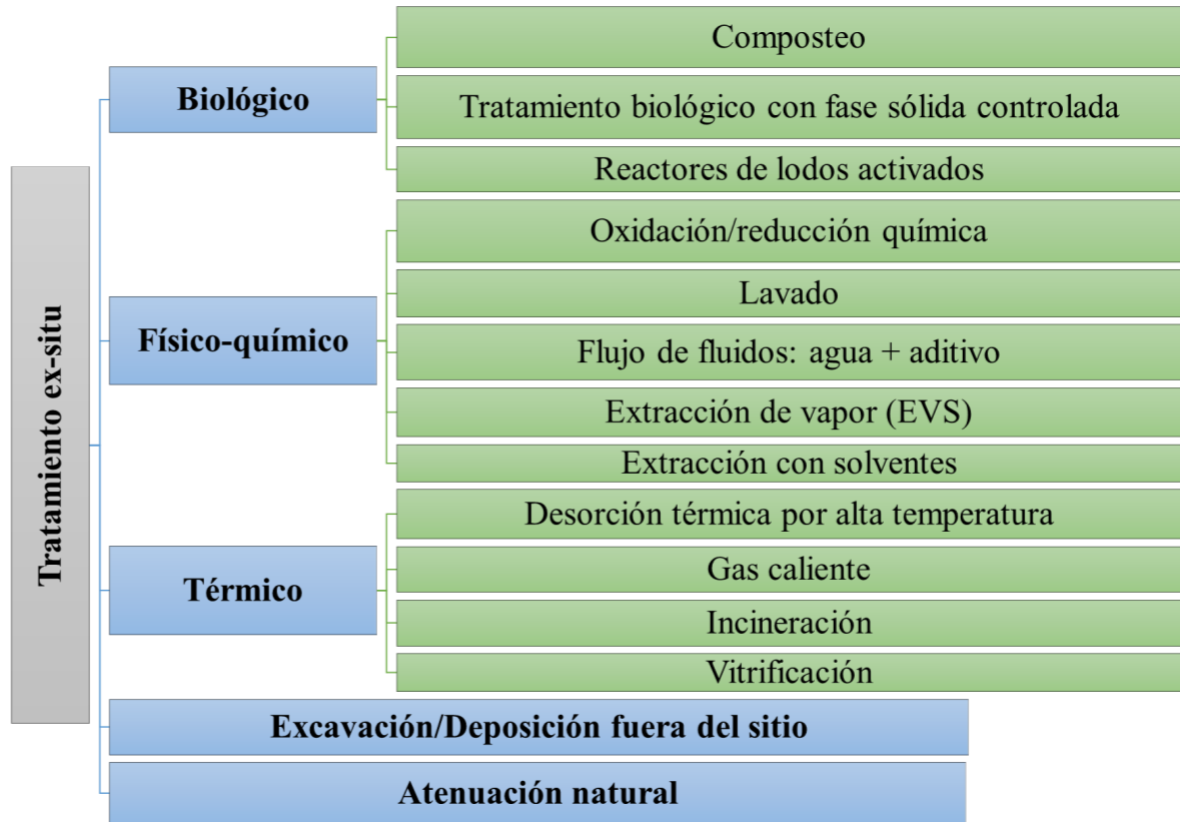 Tratamiento ex-situ
Biológico
Composteo
Tratamiento biológico con fase sólida controlada
Reactores de lodos activados
Físico-químico
Oxidación/reducción química
Lavado
Flujo de fluidos: agua + aditivo
Extracción de vapor (EVS)
Extracción con solventes
Térmico
Desorción térmica por alta temperatura
Gas caliente
Incineración
Vitrificación
Excavación/Deposición fuera del sitio
Atenuación natural